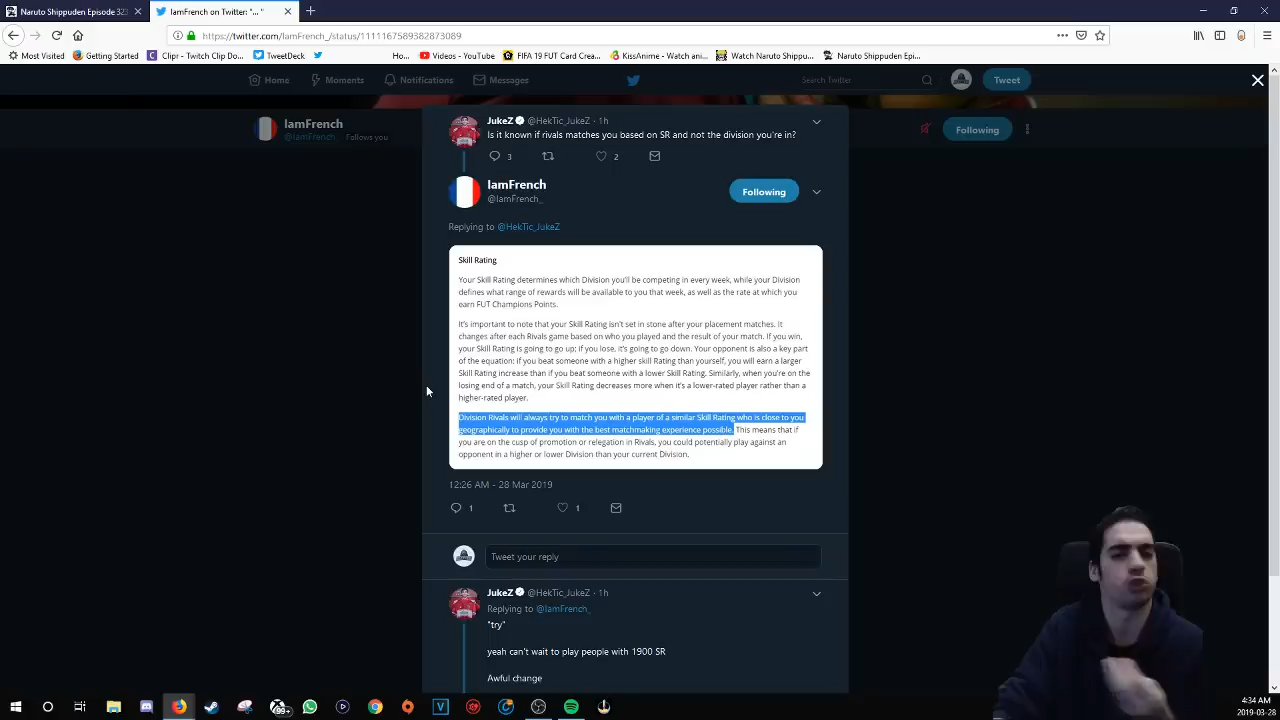 Naruto Shippuden Episode 323
IamFrench on Twitter: "... "
https://twitter.com/IamFrench_/status/1111167589382873089
Most Visited
Getting Started
Clipr - Twitch Clip Do...
TweetDeck
Ho...
Videos - YouTube
FIFA 19 FUT Card Crea...
KissAnime - Watch ani...
Watch Naruto Shippu...
Naruto Shippuden Epi...
Home
Moments
Notifications
Messages
Search Twitter
Tweet
IamFrench
@IamFrench_ Follows you
Following
JukeZ @HekTic_JukeZ · 1h
Is it known if rivals matches you based on SR and not the division you're in?
3 2
IamFrench
@IamFrench_
Following
Replying to @HekTic_JukeZ
Skill Rating
Your Skill Rating determines which Division you'll be competing in every week, while your Division
defines what range of rewards will be available to you that week, as well as the rate at which you
earn FUT Champions Points.
It's important to note that your Skill Rating isn't set in stone after your placement matches. It
changes after each Rivals game based on who you played and the result of your match. If you win,
your Skill Rating is going to go up; if you lose, it's going to go down. Your opponent is also a key part
of the equation: if you beat someone with a higher skill Rating than yourself, you will earn a larger
Skill Rating increase than if you beat someone with a lower Skill Rating. Similarly, when you're on the
losing end of a match, your Skill Rating decreases more when it's a lower-rated player rather than a
higher-rated player.
Division Rivals will always try to match you with a player of a similar Skill Rating who is close to you
geographically to provide you with the best matchmaking experience possible. This means that if
you are on the cusp of promotion or relegation in Rivals, you could potentially play against an
opponent in a higher or lower Division than your current Division.
12:26 AM - 28 Mar 2019
1 1
Tweet your reply
JukeZ @HekTic_JukeZ · 1h
Replying to @IamFrench_
"try"
yeah can't wait to play people with 1900 SR
Awful change
4:34 AM
2019-03-28